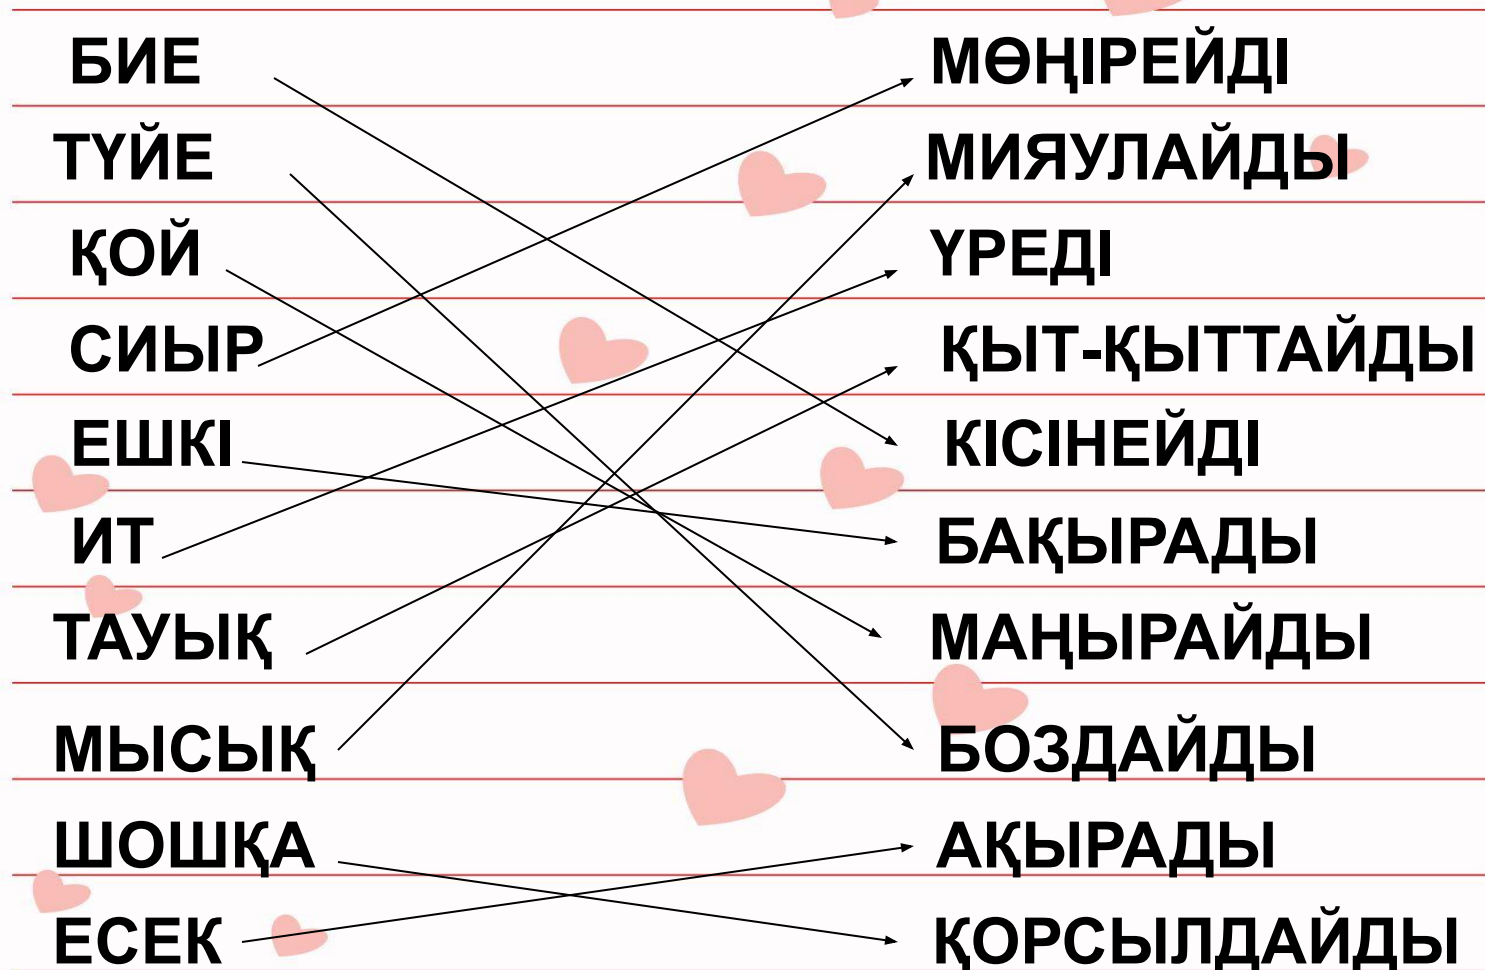 БИЕ МӨҢІРЕЙДІ
ТҮЙЕ МИЯУЛАЙДЫ
ҚОЙ ҮРЕДІ
СИЫР ҚЫТ-ҚЫТТАЙДЫ
ЕШКІ КІСІНЕЙДІ
ИТ БАҚЫРАДЫ
ТАУЫҚ МАҢЫРАЙДЫ
МЫСЫҚ БОЗДАЙДЫ
ШОШҚА АҚЫРАДЫ
ЕСЕК ҚОРСЫЛДАЙДЫ